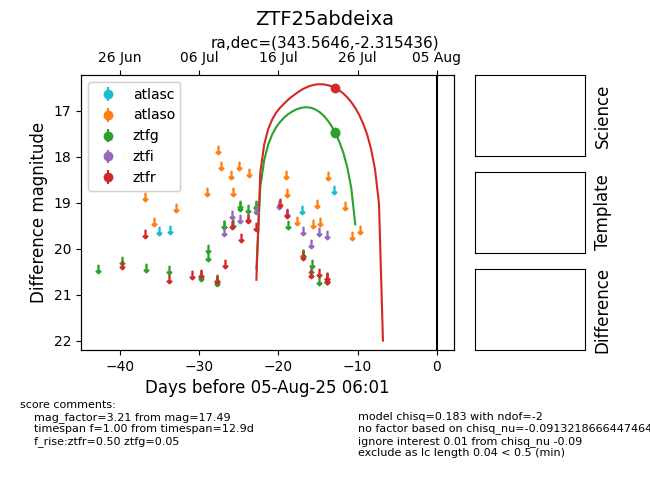 ZTF25abdeixa
ra,dec=(343.5646,-2.315436)
26 Jun 06 Jul 16 Jul 26 Jul 05 Aug
atlasc
atlaso
ztfg
ztfi
ztfr
17
18
19
20
21
22
Difference magnitude
−40 −30 −20 −10 0
Days before 05-Aug-25 06:01
Science
Template
Difference
score comments:
mag_factor=3.21 from mag=17.49
timespan f=1.00 from timespan=12.9d
f_rise:ztfr=0.50 ztfg=0.05
model chisq=0.183 with ndof=-2
no factor based on chisq_nu=-0.0913218666447464
ignore interest 0.01 from chisq_nu -0.09
exclude as lc length 0.04 < 0.5 (min)